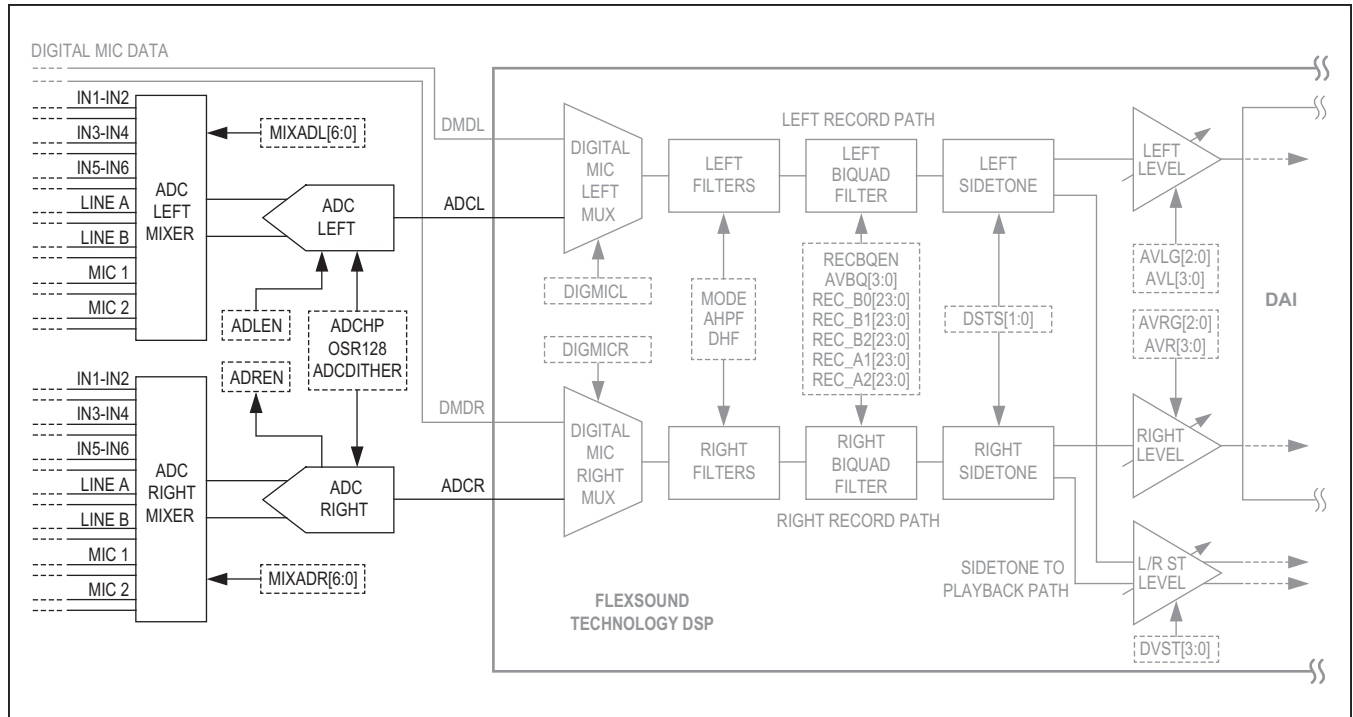 DIGITAL MIC DATA
IN1-IN2
IN3-IN4
IN5-IN6
LINE A
LINE B
MIC 1
MIC 2
ADC
LEFT
MIXER
MIXADL[6:0]
ADC
LEFT
ADLEN
ADREN
ADCHP
OSR128
ADCDITHER
IN1-IN2
IN3-IN4
IN5-IN6
LINE A
LINE B
MIC 1
MIC 2
ADC
RIGHT
MIXER
MIXADR[6:0]
ADC
RIGHT
DMDL
ADCL
DMDR
ADCR
DIGITAL
MIC
LEFT
MUX
DIGMICL
DIGMICR
DIGITAL
MIC
RIGHT
MUX
LEFT RECORD PATH
LEFT
FILTERS
LEFT
BIQUAD
FILTER
LEFT
SIDETONE
LEFT
LEVEL
MODE
AHPF
DHF
RECBQEN
AVBQ[3:0]
REC_B0[23:0]
REC_B1[23:0]
REC_B2[23:0]
REC_A1[23:0]
REC_A2[23:0]
DSTS[1:0]
AVLG[2:0]
AVL[3:0]
AVRG[2:0]
AVR[3:0]
DAI
RIGHT
FILTERS
RIGHT
BIQUAD
FILTER
RIGHT
SIDETONE
RIGHT
LEVEL
RIGHT RECORD PATH
SIDETONE TO
PLAYBACK PATH
L/R ST
LEVEL
DVST[3:0]
FLEXSOUND
TECHNOLOGY DSP